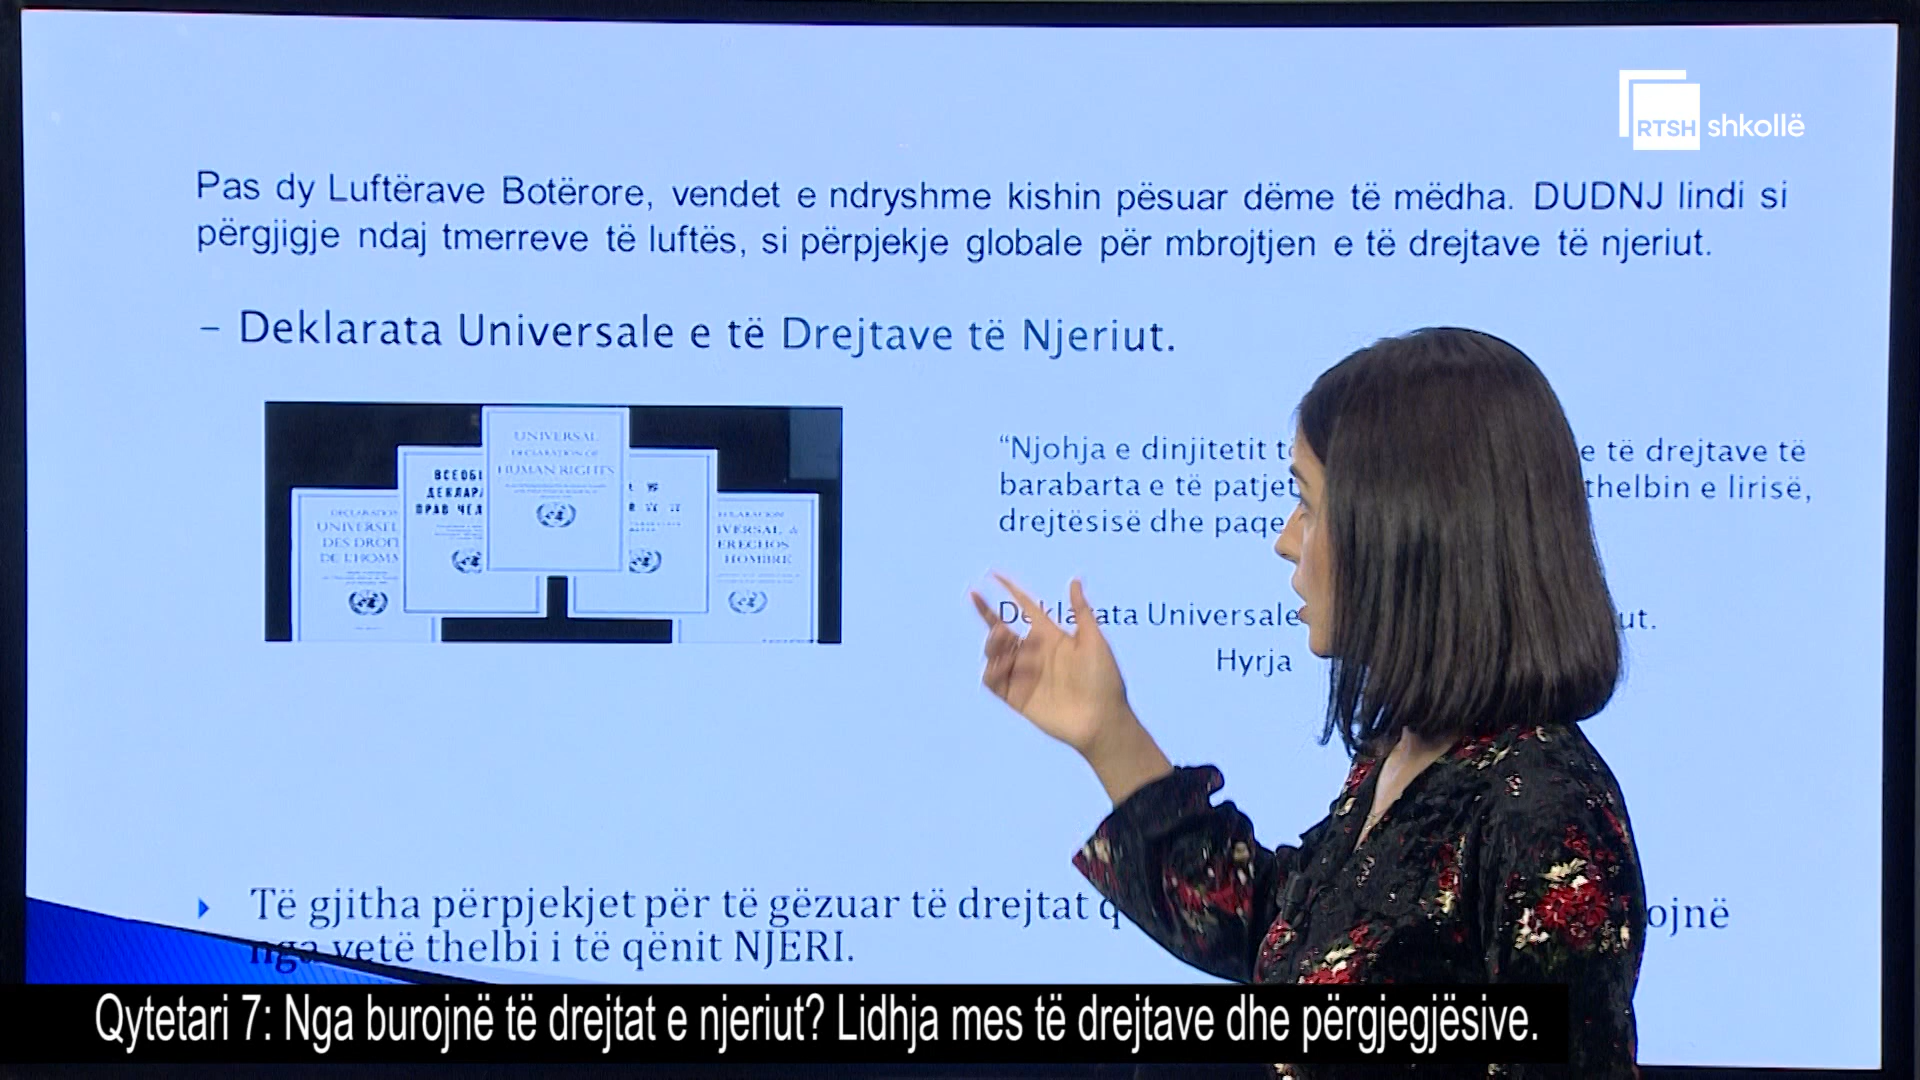 RTSH shkollë
Pas dy Luftërave Botërore, vendet e ndryshme kishin pësuar dëme të mëdha. DUDNJ lindi si
përgjigje ndaj tmerreve të luftës, si përpjekje globale për mbrojtjen e të drejtave të njeriut.
– Deklarata Universale e të Drejtave të Njeriut.
UNIVERSAL
DECLARATION OF
HUMAN RIGHTS
ВСЕОБЩ
ДЕКЛАРА
ПРАВ ЧЕЛ
DECLARATION
UNIVERSEL
DES DROIT
DE L'HOMM
IVERSAL
ERECHOS
HOMBRE
“Njohja e dinjitetit të e të drejtave të
barabarta e të patjet thelbin e lirisë,
drejtësisë dhe paqe
Deklarata Universale ut.
Hyrja
Të gjitha përpjekjet për të gëzuar të drejtat q ojnë
nga vetë thelbi i të qënit NJERI.
Qytetari 7: Nga burojnë të drejtat e njeriut? Lidhja mes të drejtave dhe përgjegjësive.